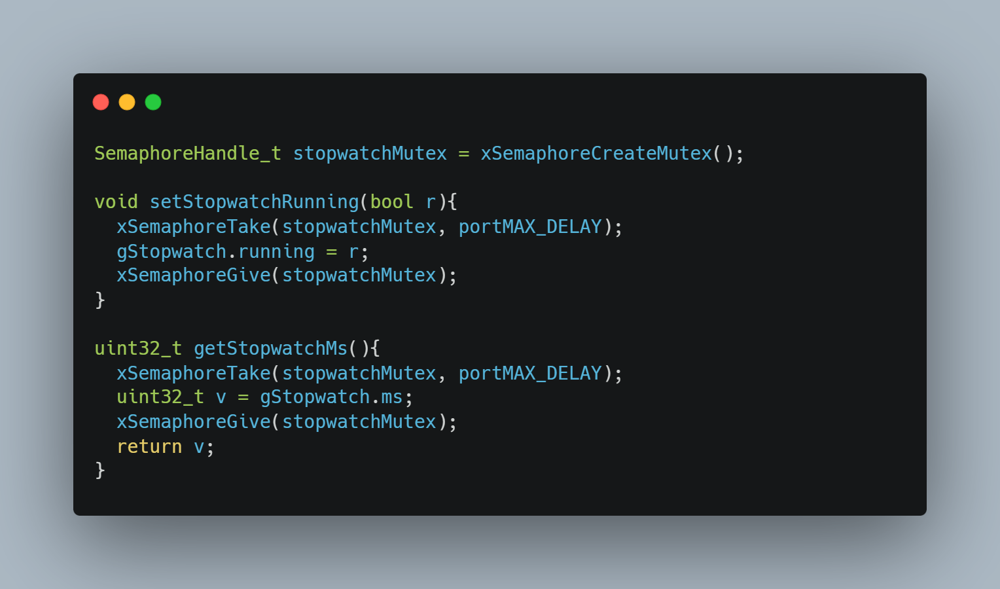 SemaphoreHandle_t stopwatchMutex = xSemaphoreCreateMutex();

void setStopwatchRunning(bool r){
  xSemaphoreTake(stopwatchMutex, portMAX_DELAY);
  gStopwatch.running = r;
  xSemaphoreGive(stopwatchMutex);
}

uint32_t getStopwatchMs(){
  xSemaphoreTake(stopwatchMutex, portMAX_DELAY);
  uint32_t v = gStopwatch.ms;
  xSemaphoreGive(stopwatchMutex);
  return v;
}